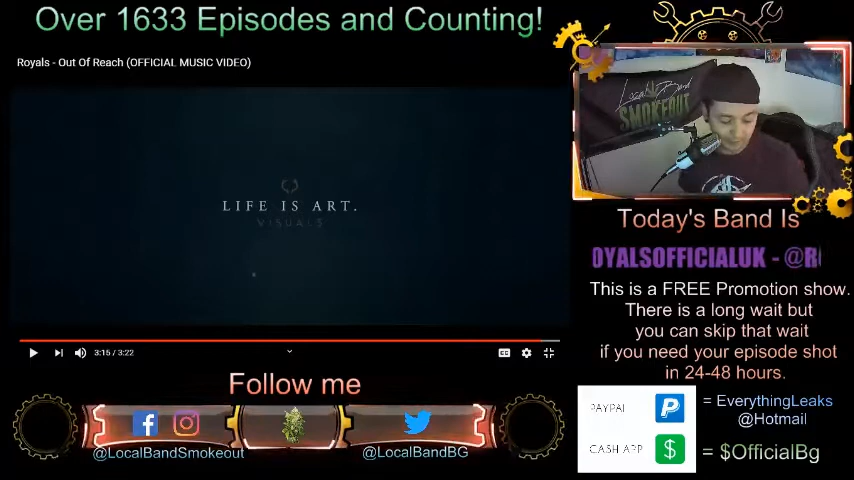 Over 1633 Episodes and Counting!
Royals - Out Of Reach (OFFICIAL MUSIC VIDEO)
LIFE IS ART.
VISUALS
3:15 / 3:22
Local Band
SMOKEOUT
Today's Band Is
OYALSOFFICIALUK - @R
This is a FREE Promotion show.
There is a long wait but
you can skip that wait
if you need your episode shot
in 24-48 hours.
Follow me
@LocalBandSmokeout
@LocalBandBG
PAYPAL
= EverythingLeaks
@Hotmail
CASH APP
$
= $OfficialBg